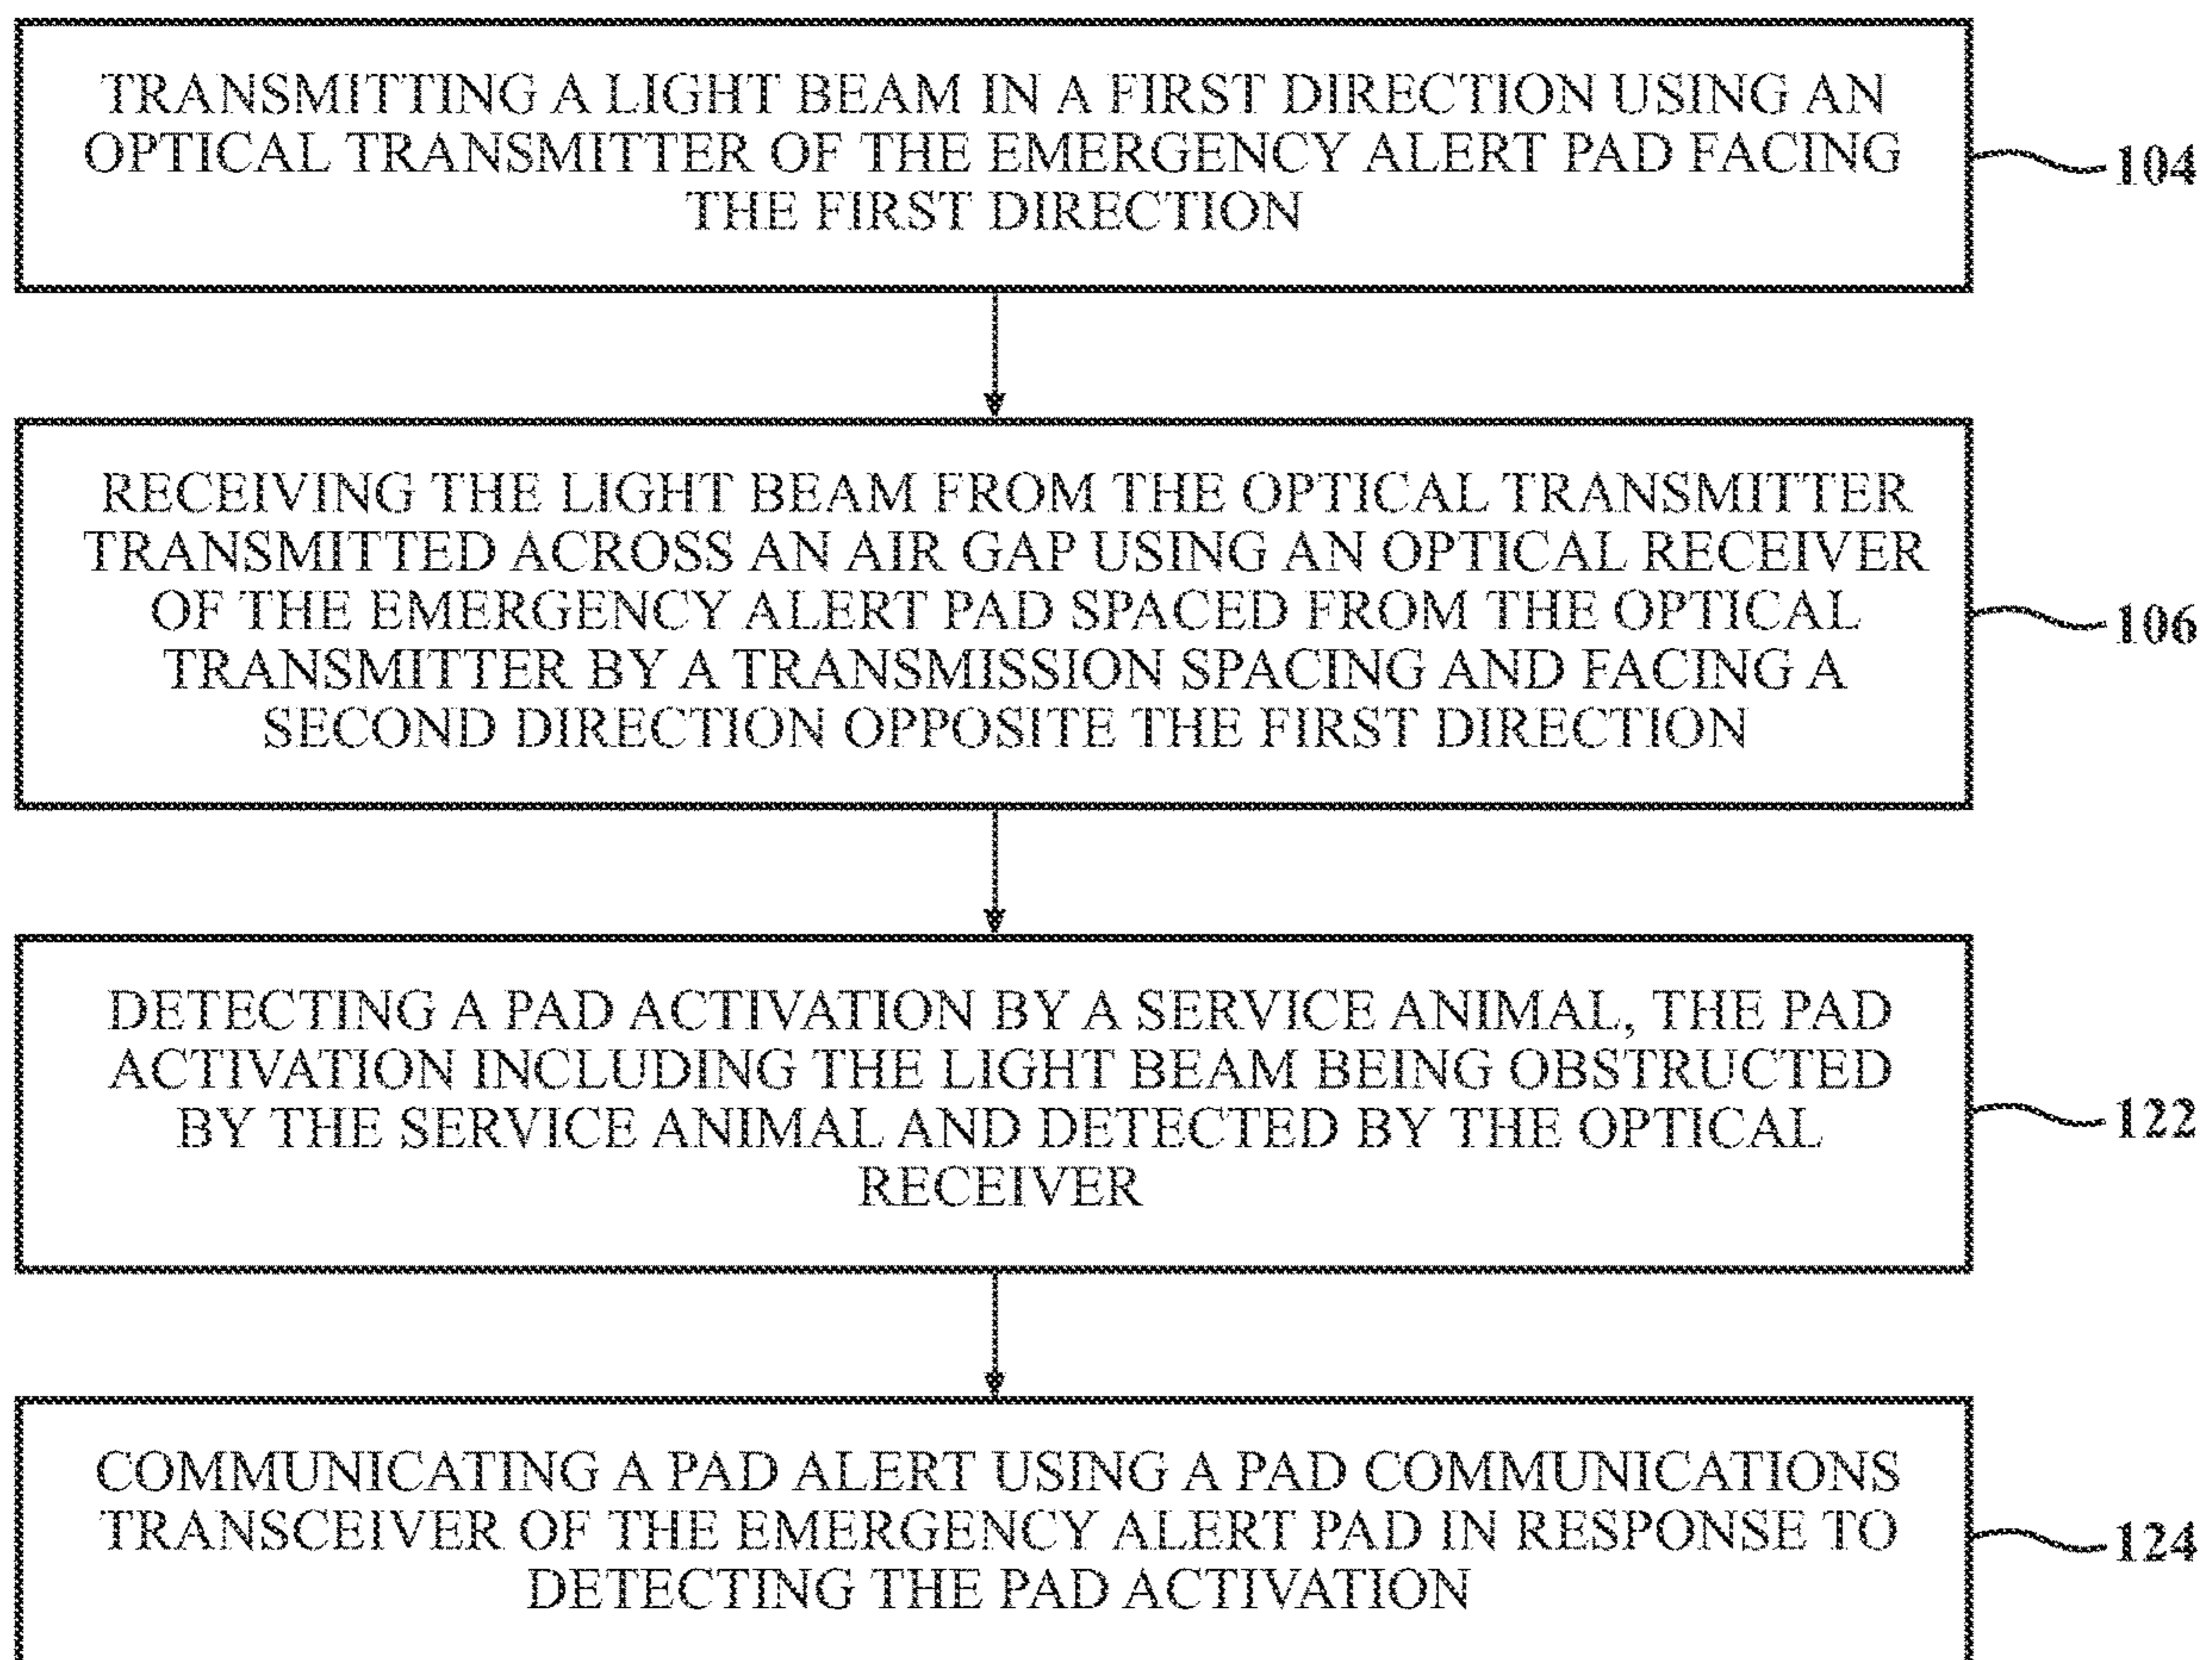 TRANSMITTING A LIGHT BEAM IN A FIRST DIRECTION USING AN
OPTICAL TRANSMITTER OF THE EMERGENCY ALERT PAD FACING
THE FIRST DIRECTION
104
RECEIVING THE LIGHT BEAM FROM THE OPTICAL TRANSMITTER
TRANSMITTED ACROSS AN AIR GAP USING AN OPTICAL RECEIVER
OF THE EMERGENCY ALERT PAD SPACED FROM THE OPTICAL
TRANSMITTER BY A TRANSMISSION SPACING AND FACING A
SECOND DIRECTION OPPOSITE THE FIRST DIRECTION
106
DETECTING A PAD ACTIVATION BY A SERVICE ANIMAL, THE PAD
ACTIVATION INCLUDING THE LIGHT BEAM BEING OBSTRUCTED
BY THE SERVICE ANIMAL AND DETECTED BY THE OPTICAL
RECEIVER
122
COMMUNICATING A PAD ALERT USING A PAD COMMUNICATIONS
TRANSCEIVER OF THE EMERGENCY ALERT PAD IN RESPONSE TO
DETECTING THE PAD ACTIVATION
124